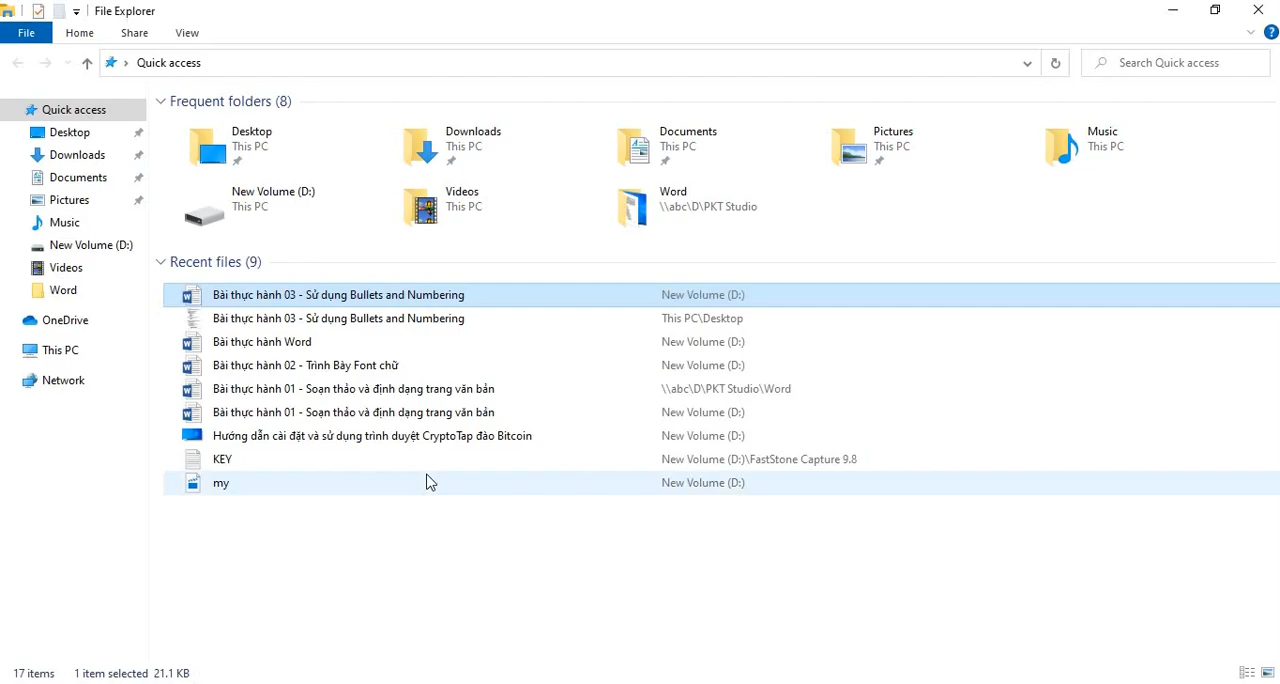 File Explorer
File Home Share View
Quick access Search Quick access
Quick access
Desktop
Downloads
Documents
Pictures
Music
New Volume (D:)
Videos
Word
OneDrive
This PC
Network
Frequent folders (8)
Desktop
This PC
Downloads
This PC
Documents
This PC
Pictures
This PC
Music
This PC
New Volume (D:)
This PC
Videos
This PC
Word
\\abc\D\PKT Studio
Recent files (9)
Bài thực hành 03 - Sử dụng Bullets and Numbering New Volume (D:)
Bài thực hành 03 - Sử dụng Bullets and Numbering This PC\Desktop
Bài thực hành Word New Volume (D:)
Bài thực hành 02 - Trình Bày Font chữ New Volume (D:)
Bài thực hành 01 - Soạn thảo và định dạng trang văn bản \\abc\D\PKT Studio\Word
Bài thực hành 01 - Soạn thảo và định dạng trang văn bản New Volume (D:)
Hướng dẫn cài đặt và sử dụng trình duyệt CryptoTap đào Bitcoin New Volume (D:)
KEY New Volume (D:)\FastStone Capture 9.8
my New Volume (D:)
17 items 1 item selected 21.1 KB